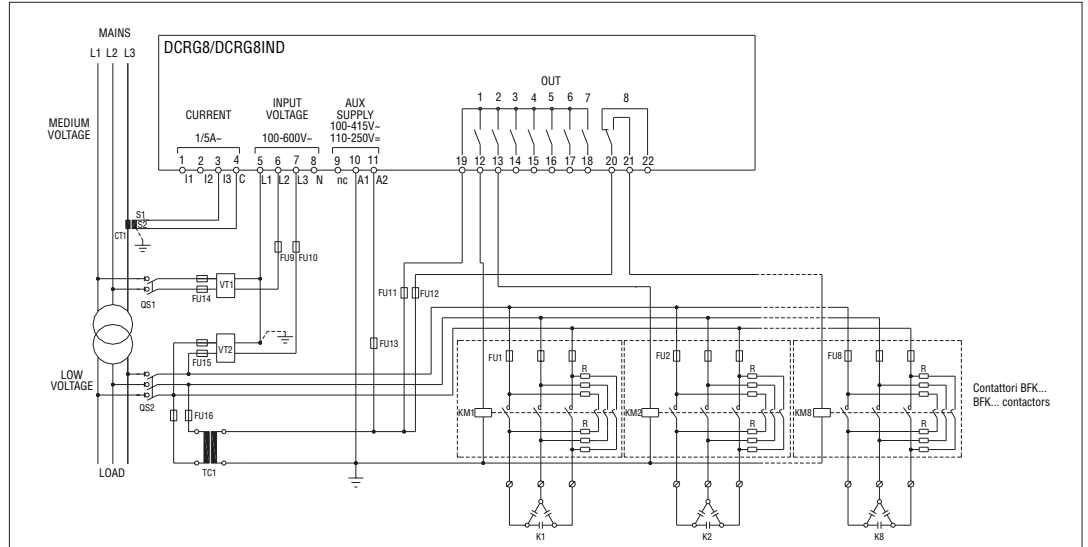 MAINS
L1 L2 L3
DCRG8/DCRG8IND
OUT
1 2 3 4 5 6 7 8
MEDIUM
VOLTAGE
CURRENT
1/5A~
INPUT
VOLTAGE
100-600V~
AUX
SUPPLY
100-415V~
110-250V=
1 2 3 4 5 6 7 8 9 10 11 19 12 13 14 15 16 17 18 20 21 22
I1 I2 I3 C L1 L2 L3 N nc A1 A2
S1
S2
CT1
FU9 FU10
FU14
VT1
QS1
FU11 FU12
FU13
VT2
FU15
LOW
VOLTAGE
QS2
FU16
TC1
LOAD
FU1 FU2 FU8
R R R
KM1 KM2 KM8
R R R
Contattori BFK...
BFK... contactors
K1 K2 K8